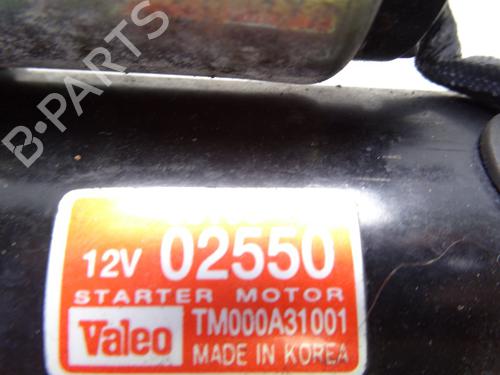 B-PARTS
12V 02550
STARTER MOTOR
Valeo TM000A31001
MADE IN KOREA